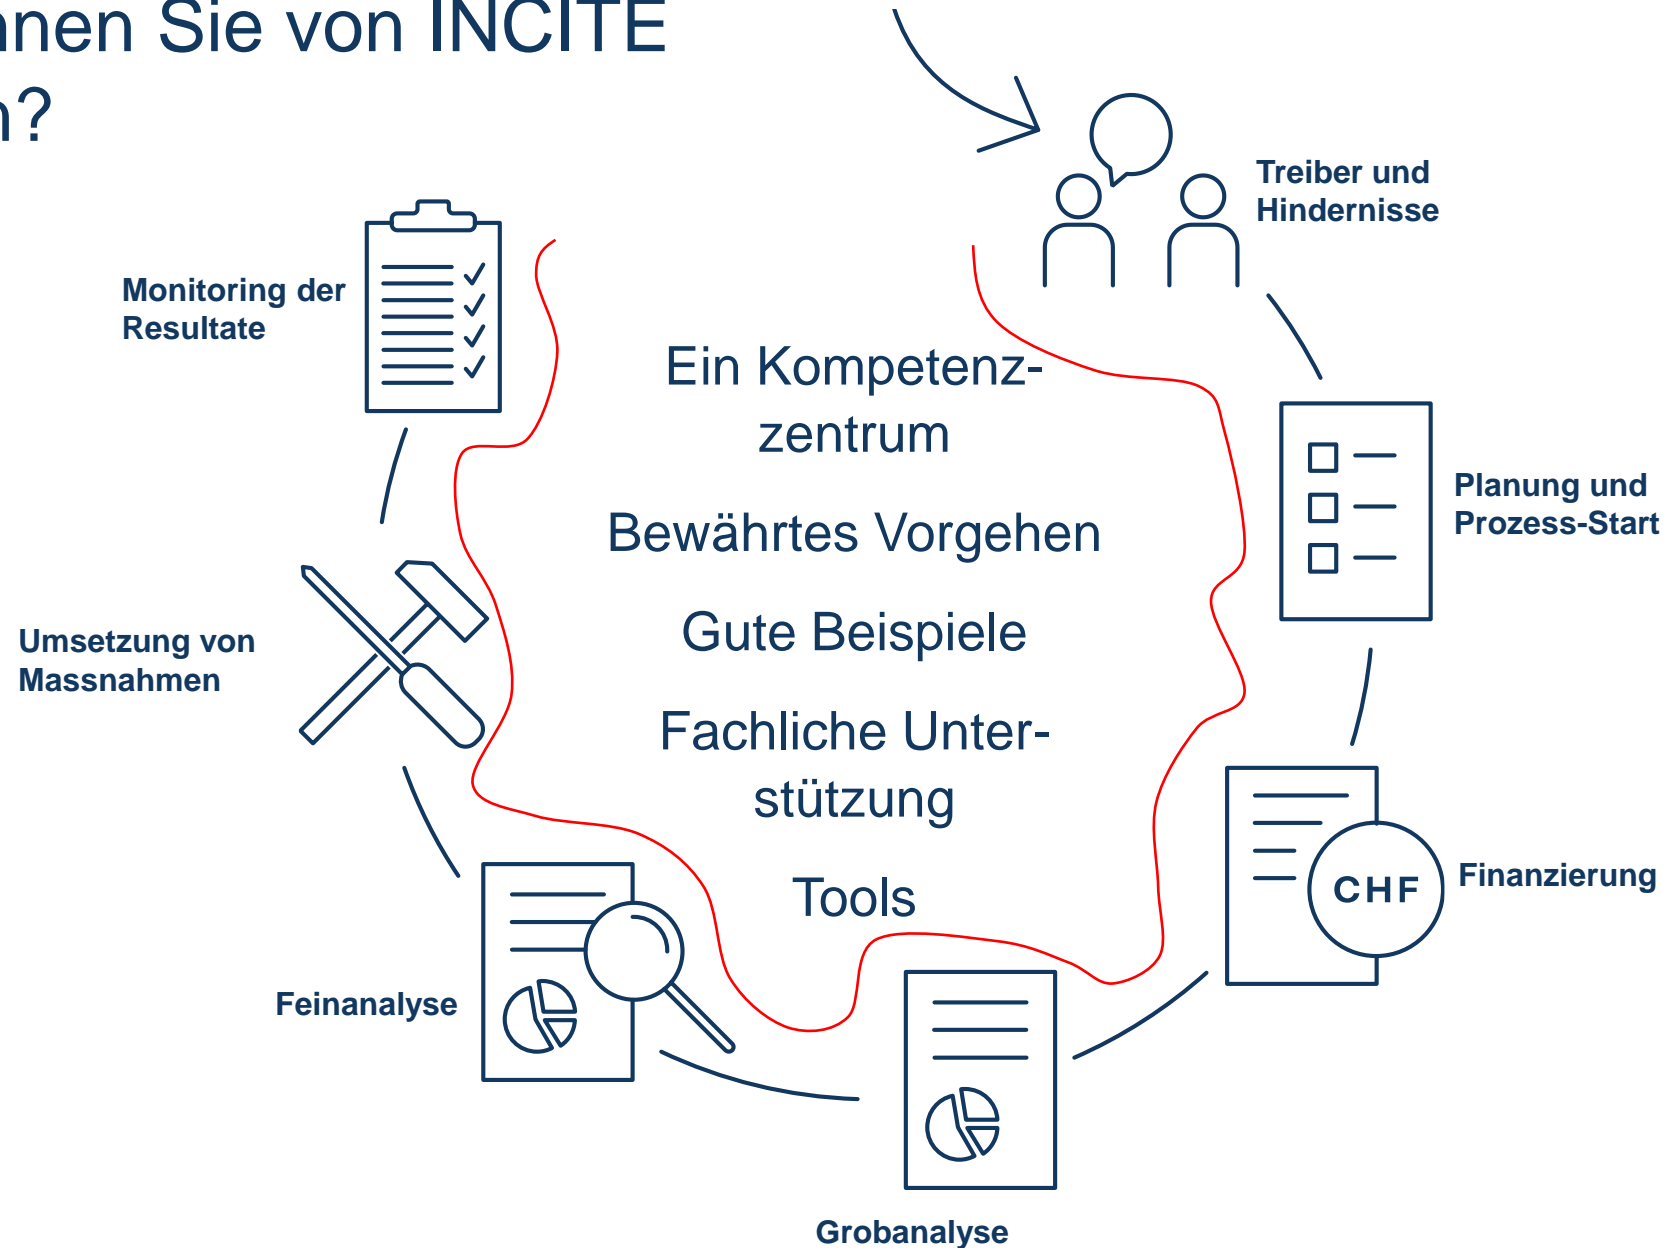 nnen Sie von INCITE
n?
Treiber und
Hindernisse
Planung und
Prozess-Start
CHF
Finanzierung
Grobanalyse
Feinanalyse
Umsetzung von
Massnahmen
Monitoring der
Resultate
Ein Kompetenz-
zentrum
Bewährtes Vorgehen
Gute Beispiele
Fachliche Unter-
stützung
Tools